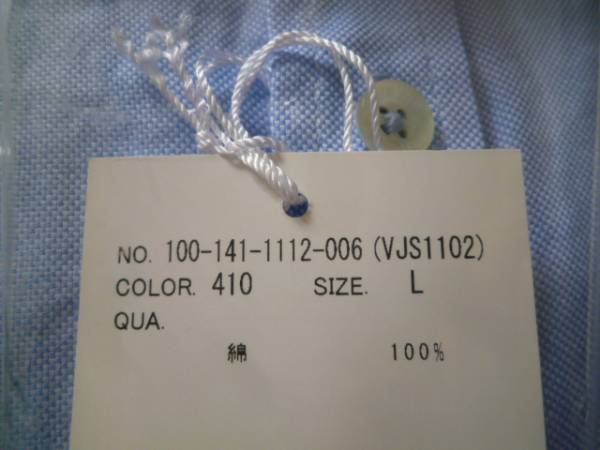 NO. 100-141-1112-006 (VJS1102)
COLOR. 410 SIZE. L
QUA.
綿 100%